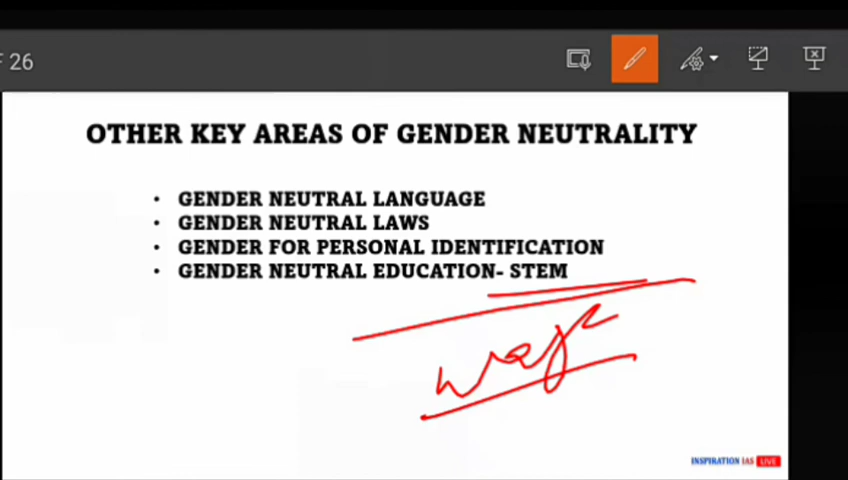 F 26
OTHER KEY AREAS OF GENDER NEUTRALITY
• GENDER NEUTRAL LANGUAGE
• GENDER NEUTRAL LAWS
• GENDER FOR PERSONAL IDENTIFICATION
• GENDER NEUTRAL EDUCATION- STEM
INSPIRATION IAS LIVE